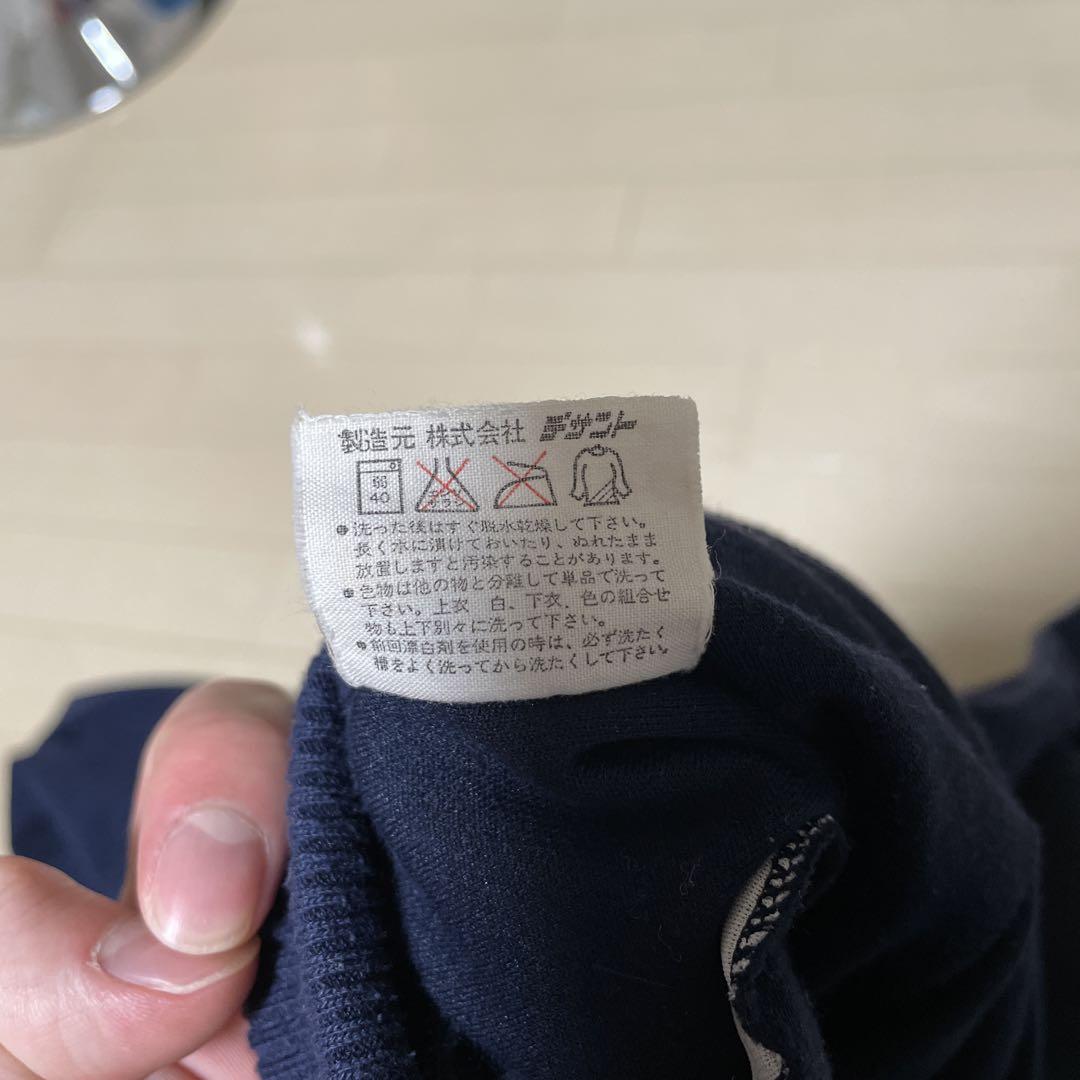 製造元 株式会社 デサント
弱
40
● 洗った後はすぐ脱水乾燥して下さい。
長く水に漬けておいたり、ぬれたまま
放置しますと汚染することがあります。
● 色物は他の物と分離して単品で洗って
下さい。上衣 白、下衣、色の組合せ
物も上下別々に洗って下さい。
● 前回漂白剤を使用の時は、必ず洗たく
槽をよく洗ってから洗たくして下さい。